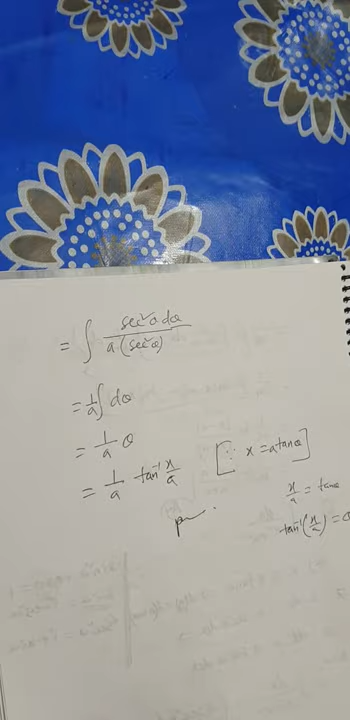 = ∫ sec²θ dθ / a (sec²θ)
= 1/a ∫ dθ
= 1/a θ
= 1/a tan⁻¹ x/a [∵ x = a tanθ]
x/a = tanθ
tan⁻¹(x/a) = θ